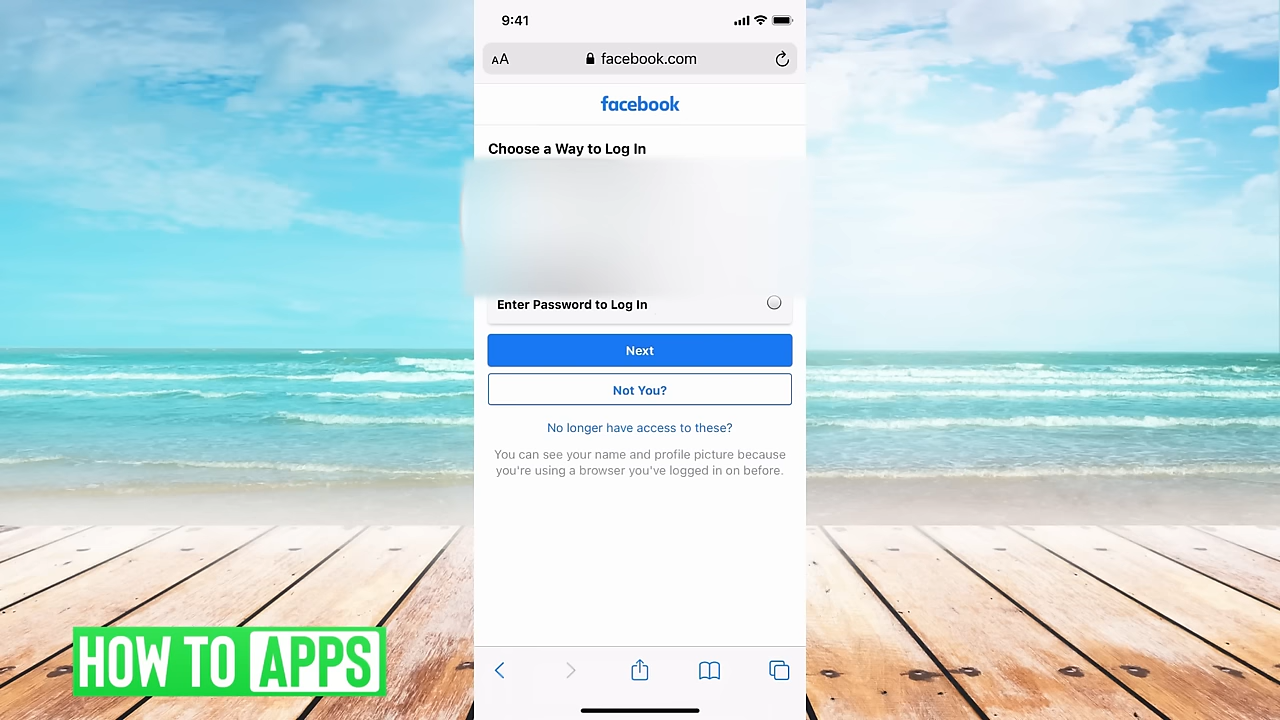 9:41
AA
facebook.com
facebook
Choose a Way to Log In
Enter Password to Log In
Next
Not You?
No longer have access to these?
You can see your name and profile picture because
you're using a browser you've logged in on before.
HOW TO APPS